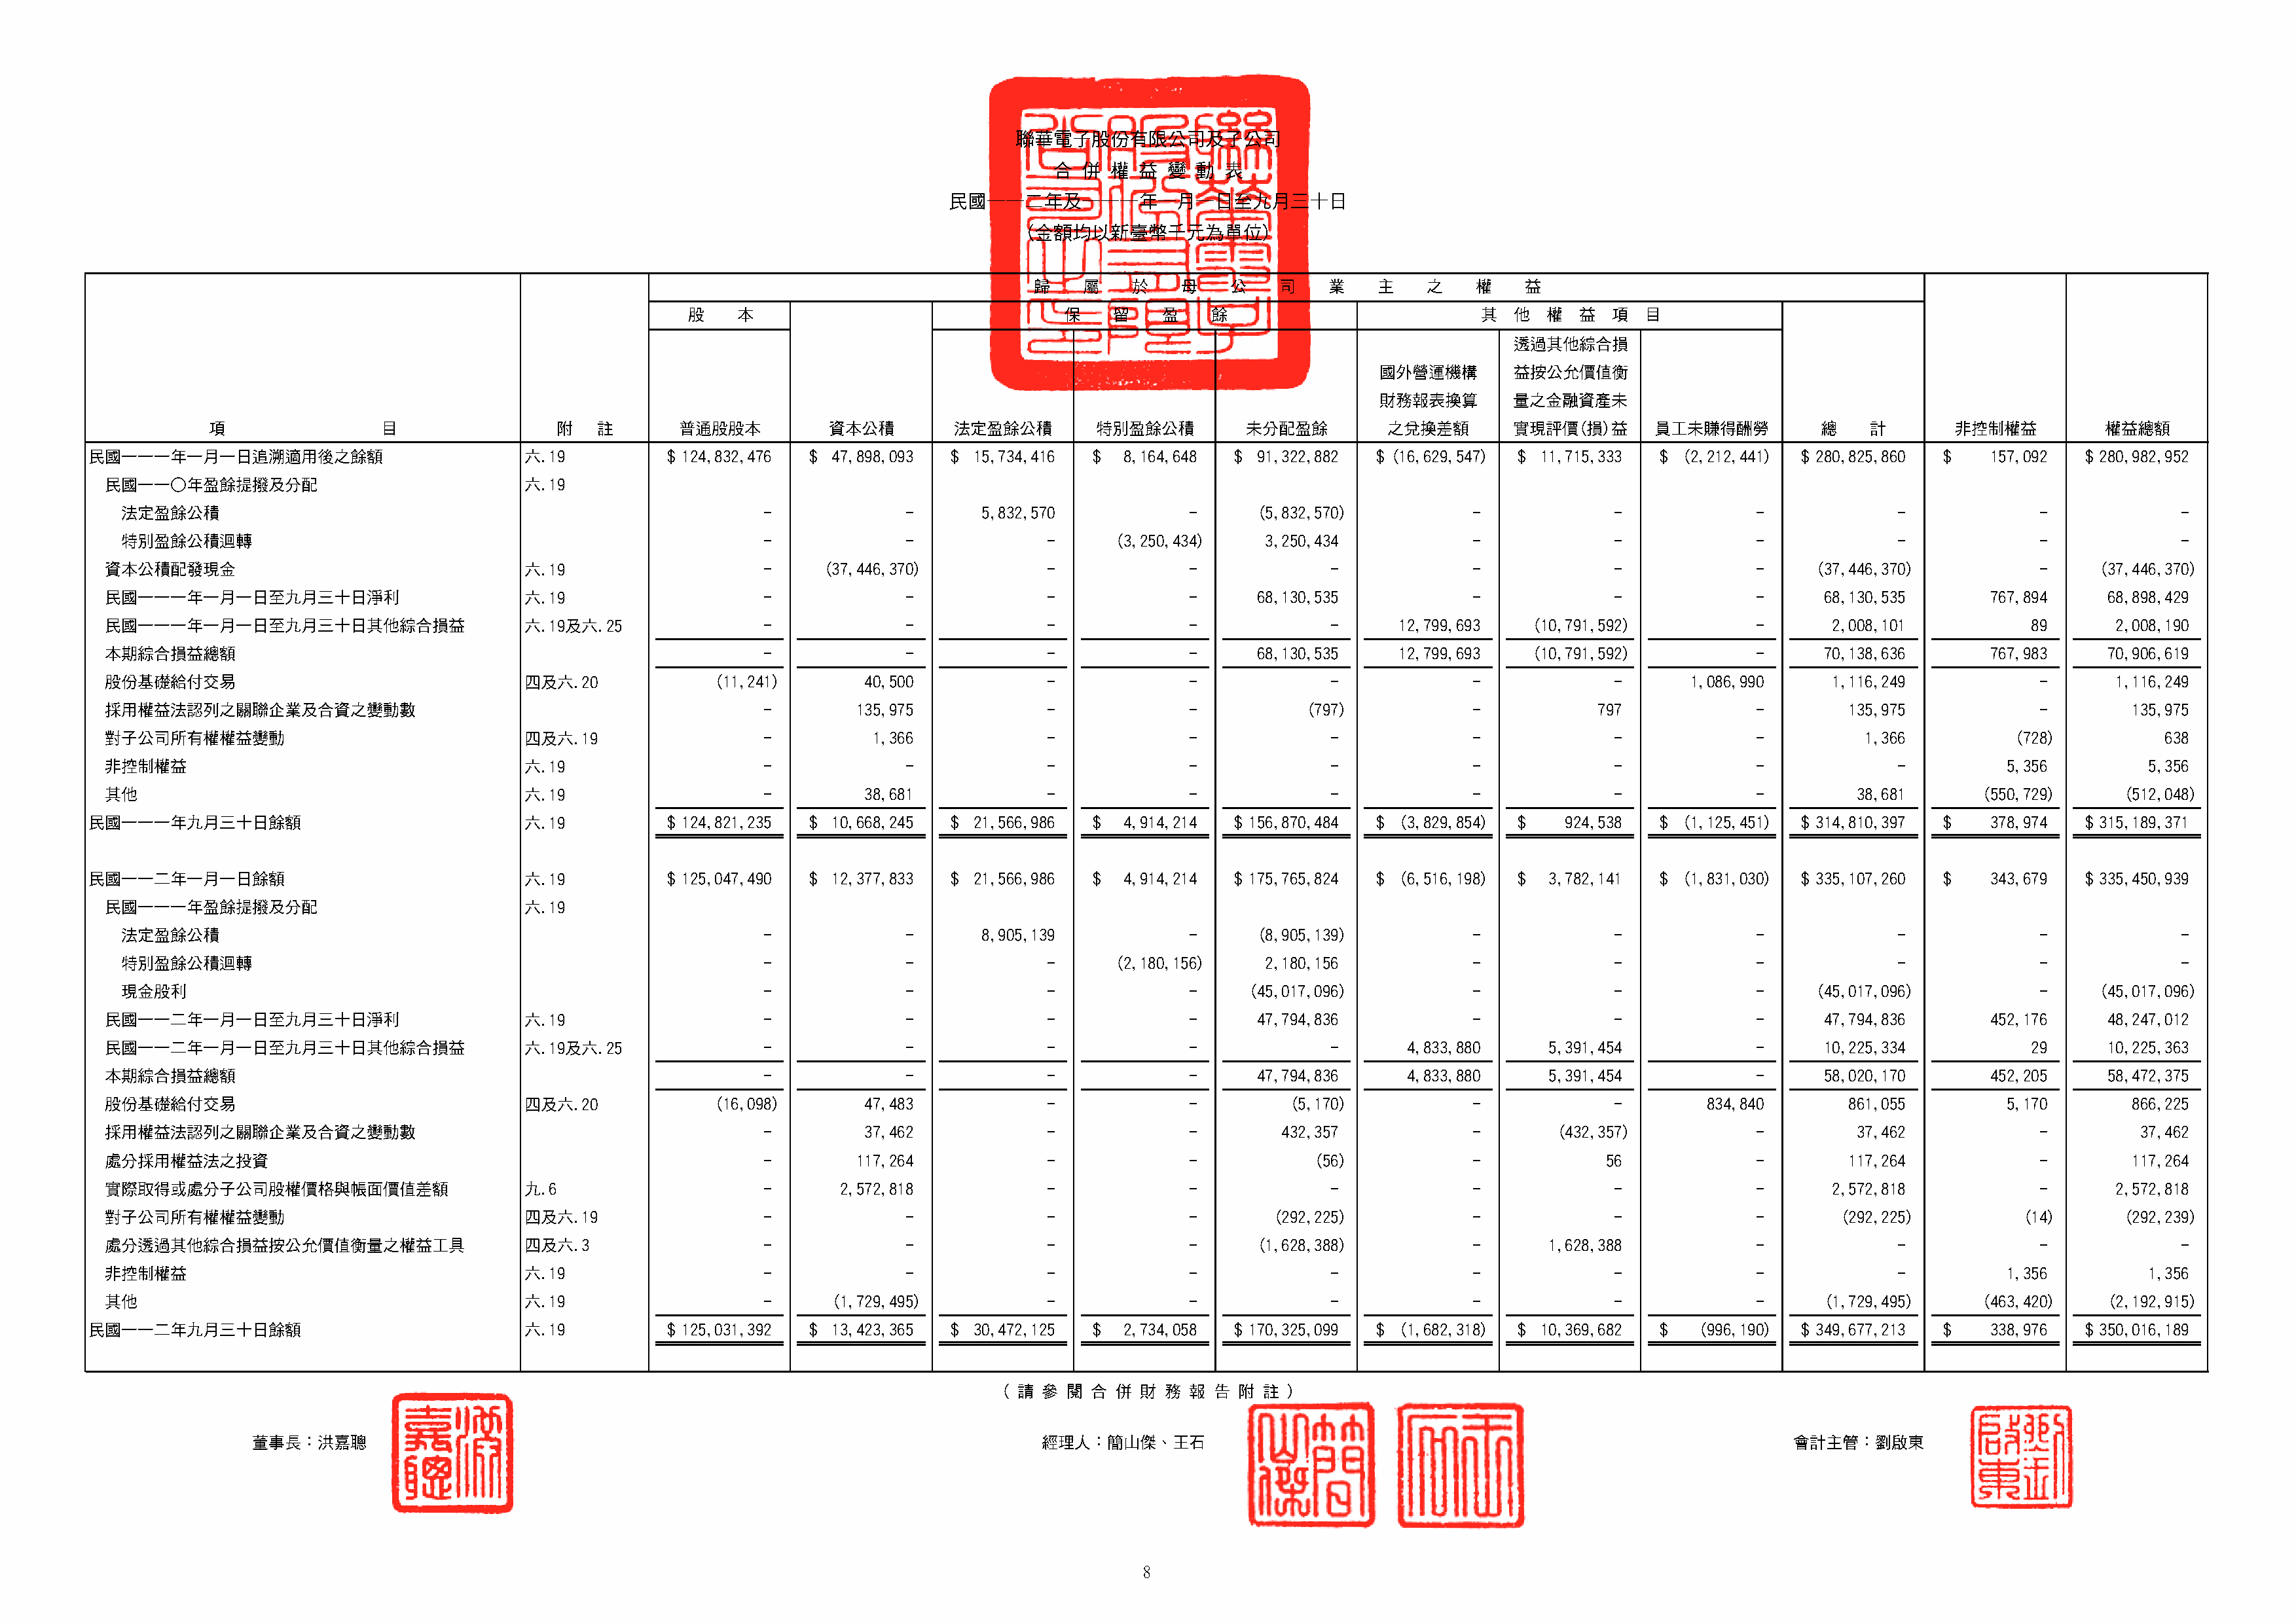 聯華電子股份有限公司及子公司
合併權益變動表
民國一一二年及一一一年一月一日至九月三十日
(金額均以新臺幣千元為單位)
歸屬於母公司業主之權益
股本 保留盈餘 其他權益項目
透過其他綜合損
國外營運機構 益按公允價值衡
財務報表換算 量之金融資產未
項目 附註 普通股股本 資本公積 法定盈餘公積 特別盈餘公積 未分配盈餘 之兌換差額 實現評價(損)益 員工未賺得酬勞 總計 非控制權益 權益總額
民國一一一年一月一日追溯適用後之餘額 六.19 $124,832,476 $ 47,898,093 $ 15,734,416 $ 8,164,648 $ 91,322,882 $(16,629,547) $ 11,715,333 $ (2,212,441) $280,825,860 $ 157,092 $280,982,952
民國一一〇年盈餘提撥及分配 六.19
法定盈餘公積 - - 5,832,570 - (5,832,570) - - - - - -
特別盈餘公積迴轉 - - - (3,250,434) 3,250,434 - - - - - -
資本公積配發現金 六.19 - (37,446,370) - - - - - - (37,446,370) - (37,446,370)
民國一一一年一月一日至九月三十日淨利 六.19 - - - - 68,130,535 - - - 68,130,535 767,894 68,898,429
民國一一一年一月一日至九月三十日其他綜合損益 六.19及六.25 - - - - - 12,799,693 (10,791,592) - 2,008,101 89 2,008,190
本期綜合損益總額 - - - - 68,130,535 12,799,693 (10,791,592) - 70,138,636 767,983 70,906,619
股份基礎給付交易 四及六.20 (11,241) 40,500 - - - - - 1,086,990 1,116,249 - 1,116,249
採用權益法認列之關聯企業及合資之變動數 - 135,975 - - (797) - 797 - 135,975 - 135,975
對子公司所有權權益變動 四及六.19 - 1,366 - - - - - - 1,366 (728) 638
非控制權益 六.19 - - - - - - - - - 5,356 5,356
其他 六.19 - 38,681 - - - - - - 38,681 (550,729) (512,048)
民國一一一年九月三十日餘額 六.19 $124,821,235 $ 10,668,245 $ 21,566,986 $ 4,914,214 $156,870,484 $ (3,829,854) $ 924,538 $ (1,125,451) $314,810,397 $ 378,974 $315,189,371
民國一一二年一月一日餘額 六.19 $125,047,490 $ 12,377,833 $ 21,566,986 $ 4,914,214 $175,765,824 $ (6,516,198) $ 3,782,141 $ (1,831,030) $335,107,260 $ 343,679 $335,450,939
民國一一一年盈餘提撥及分配 六.19
法定盈餘公積 - - 8,905,139 - (8,905,139) - - - - - -
特別盈餘公積迴轉 - - - (2,180,156) 2,180,156 - - - - - -
現金股利 - - - - (45,017,096) - - - (45,017,096) - (45,017,096)
民國一一二年一月一日至九月三十日淨利 六.19 - - - - 47,794,836 - - - 47,794,836 452,176 48,247,012
民國一一二年一月一日至九月三十日其他綜合損益 六.19及六.25 - - - - - 4,833,880 5,391,454 - 10,225,334 29 10,225,363
本期綜合損益總額 - - - - 47,794,836 4,833,880 5,391,454 - 58,020,170 452,205 58,472,375
股份基礎給付交易 四及六.20 (16,098) 47,483 - - (5,170) - - 834,840 861,055 5,170 866,225
採用權益法認列之關聯企業及合資之變動數 - 37,462 - - 432,357 - (432,357) - 37,462 - 37,462
處分採用權益法之投資 - 117,264 - - (56) - 56 - 117,264 - 117,264
實際取得或處分子公司股權價格與帳面價值差額 九.6 - 2,572,818 - - - - - - 2,572,818 - 2,572,818
對子公司所有權權益變動 四及六.19 - - - - (292,225) - - - (292,225) (14) (292,239)
處分透過其他綜合損益按公允價值衡量之權益工具 四及六.3 - - - - (1,628,388) - 1,628,388 - - - -
非控制權益 六.19 - - - - - - - - - 1,356 1,356
其他 六.19 - (1,729,495) - - - - - - (1,729,495) (463,420) (2,192,915)
民國一一二年九月三十日餘額 六.19 $125,031,392 $ 13,423,365 $ 30,472,125 $ 2,734,058 $170,325,099 $ (1,682,318) $ 10,369,682 $ (996,190) $349,677,213 $ 338,976 $350,016,189
(請參閱合併財務報告附註)
董事長：洪嘉聰 經理人：簡山傑、王石 會計主管：劉啟東
8